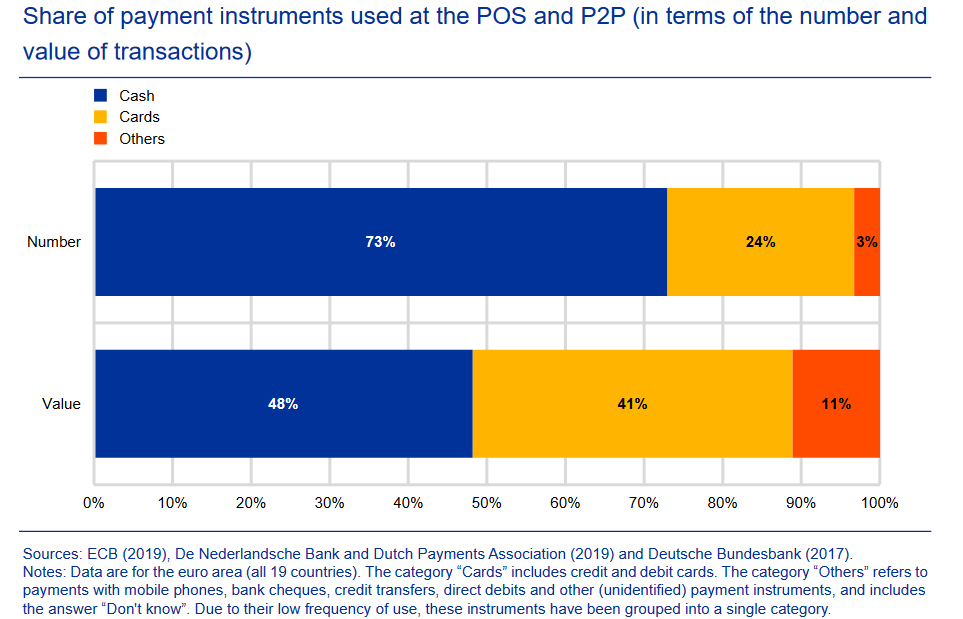 Share of payment instruments used at the POS and P2P (in terms of the number and
value of transactions)
Cash
Cards
Others
Number
73%
24%
3%
Value
48%
41%
11%
0%
10%
20%
30%
40%
50%
60%
70%
80%
90%
100%
Sources: ECB (2019), De Nederlandsche Bank and Dutch Payments Association (2019) and Deutsche Bundesbank (2017).
Notes: Data are for the euro area (all 19 countries). The category “Cards” includes credit and debit cards. The category “Others” refers to
payments with mobile phones, bank cheques, credit transfers, direct debits and other (unidentified) payment instruments, and includes
the answer “Don't know”. Due to their low frequency of use, these instruments have been grouped into a single category.